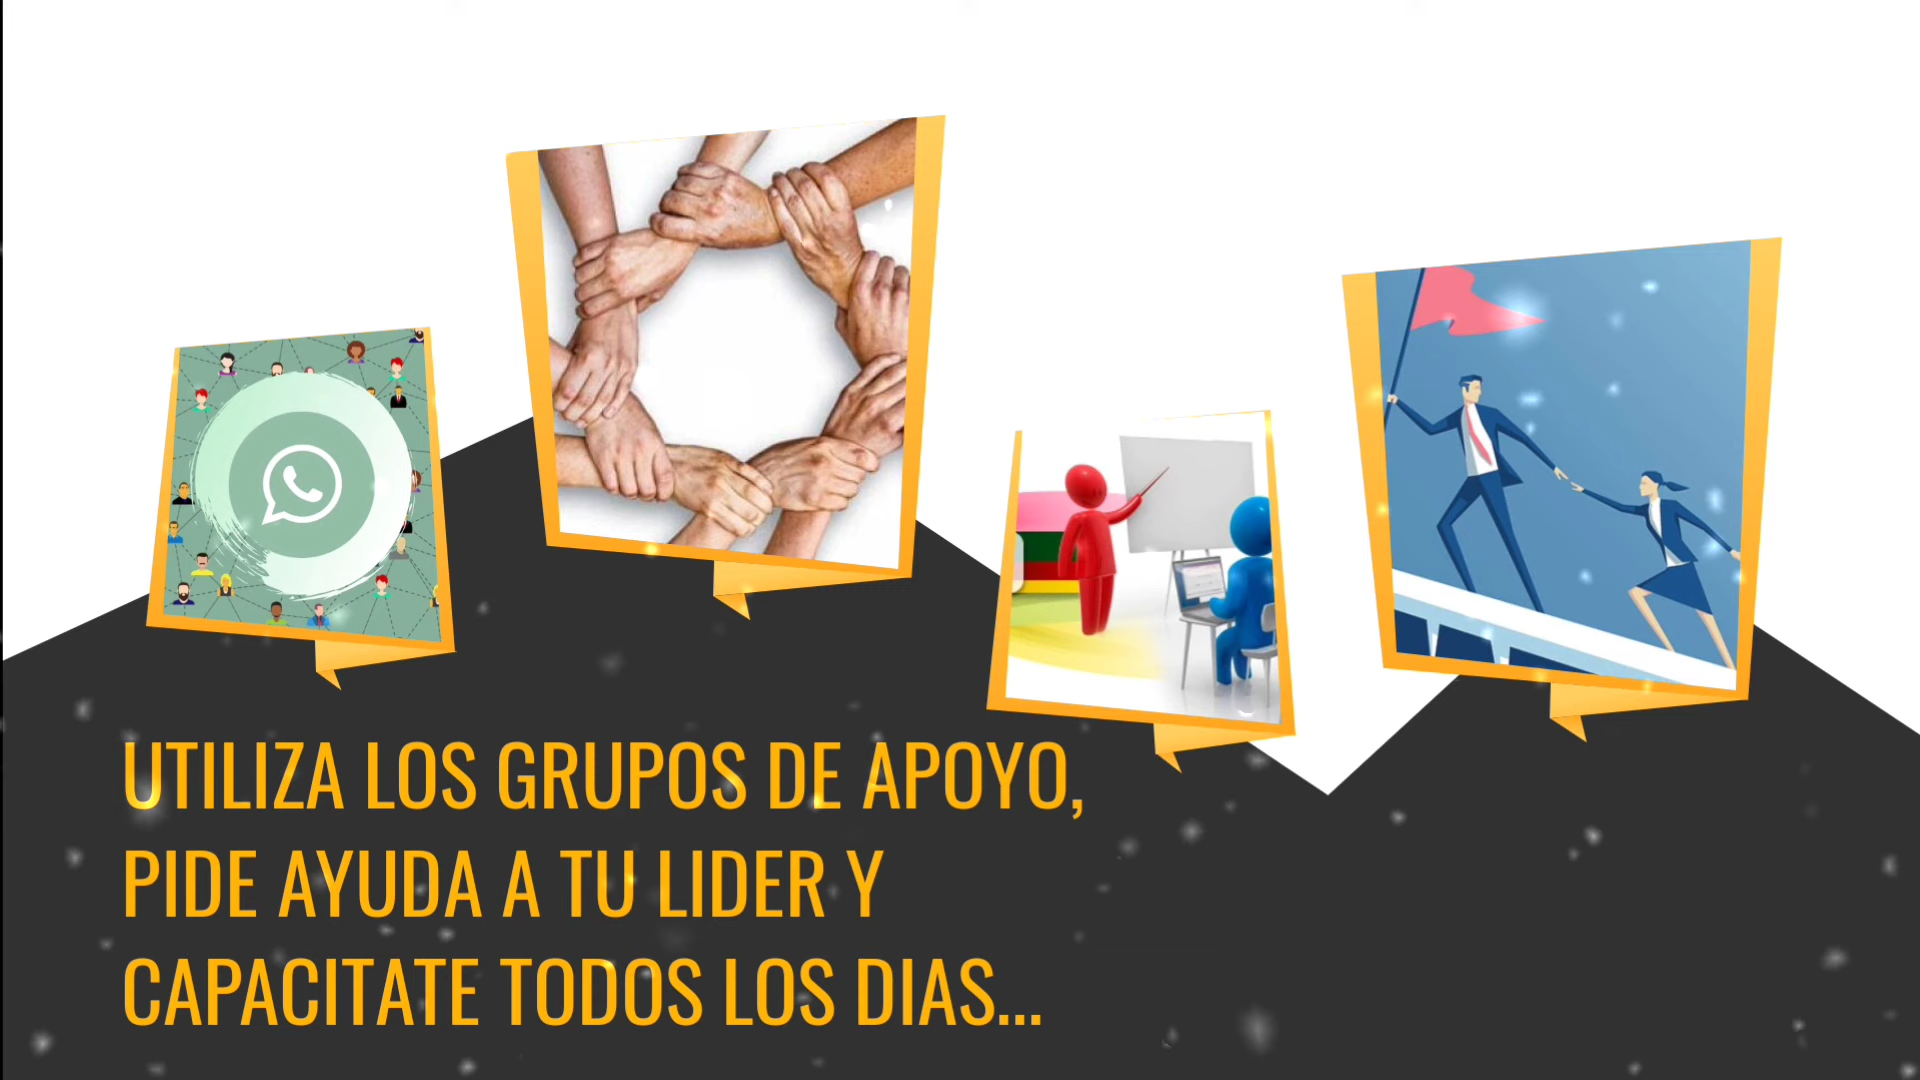 UTILIZA LOS GRUPOS DE APOYO,
PIDE AYUDA A TU LIDER Y
CAPACITATE TODOS LOS DIAS...